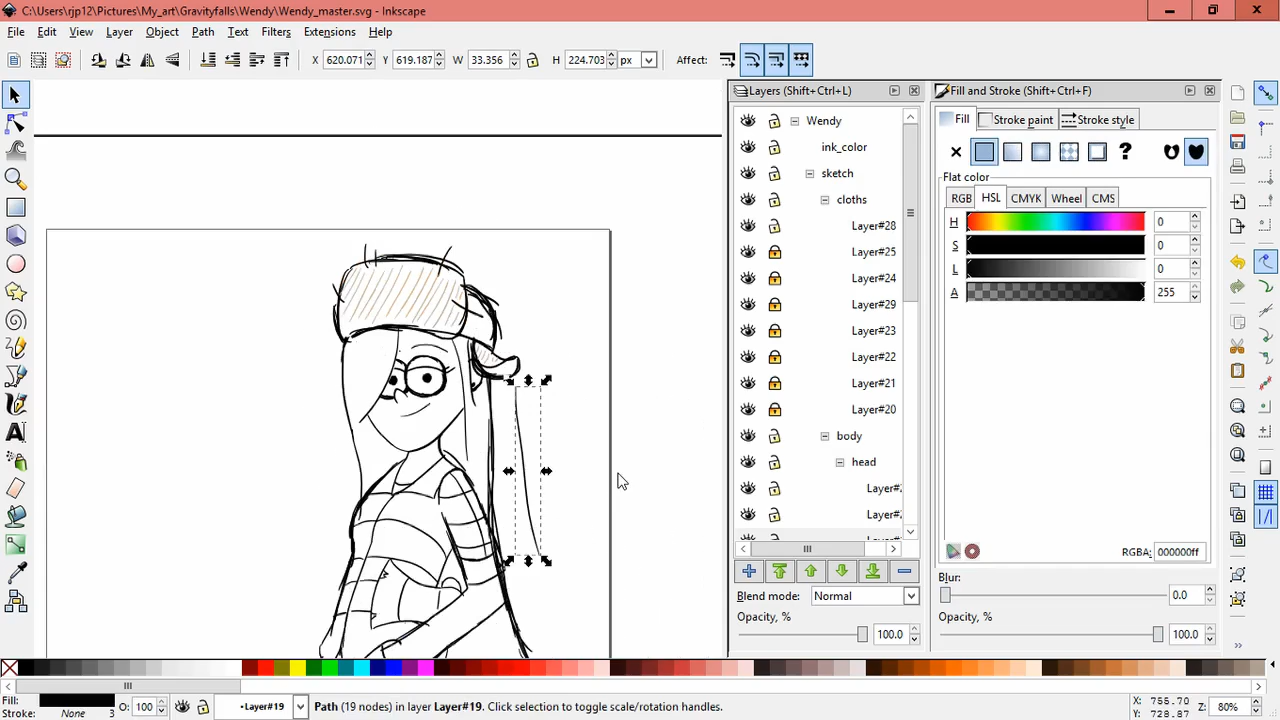 C:\Users\rjp12\Pictures\My_art\Gravityfalls\Wendy\Wendy_master.svg - Inkscape
File Edit View Layer Object Path Text Filters Extensions Help
X 620.071 Y 619.187 W 33.356 H 224.703 px Affect:
Layers (Shift+Ctrl+L)
Wendy
ink_color
sketch
cloths
Layer#28
Layer#25
Layer#24
Layer#29
Layer#23
Layer#22
Layer#21
Layer#20
body
head
Layer#
Layer#
Blend mode: Normal
Opacity, %
100.0
Fill and Stroke (Shift+Ctrl+F)
Fill Stroke paint Stroke style
Flat color
RGB HSL CMYK Wheel CMS
H 0
S 0
L 0
A 255
RGBA: 000000ff
Blur:
0.0
Opacity, %
100.0
Fill:
Stroke: None 3
O: 100
•Layer#19
Path (19 nodes) in layer Layer#19. Click selection to toggle scale/rotation handles.
X: 755.70
Y: 728.87
Z: 80%